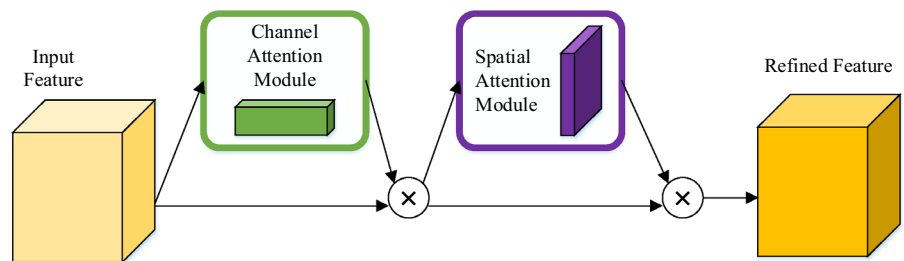 Input
Feature
Channel
Attention
Module
Spatial
Attention
Module
Refined Feature